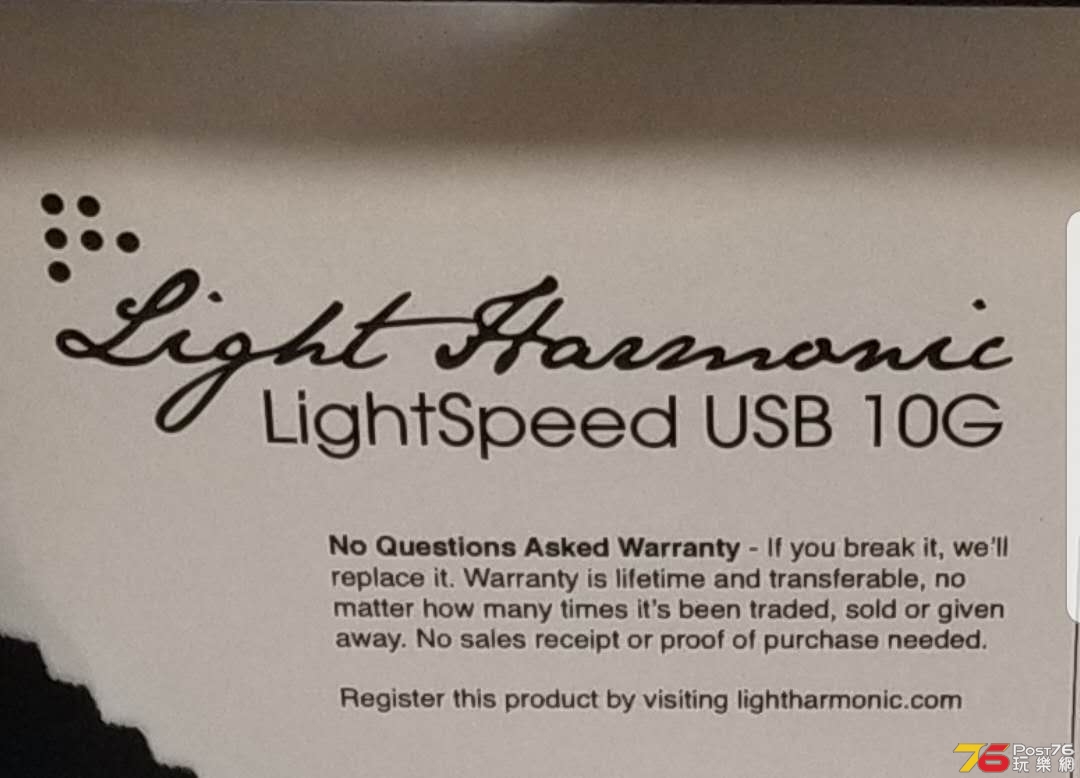 Light Harmonic
LightSpeed USB 10G
No Questions Asked Warranty - If you break it, we'll
replace it. Warranty is lifetime and transferable, no
matter how many times it's been traded, sold or given
away. No sales receipt or proof of purchase needed.
Register this product by visiting lightharmonic.com
76 POST76
玩樂網